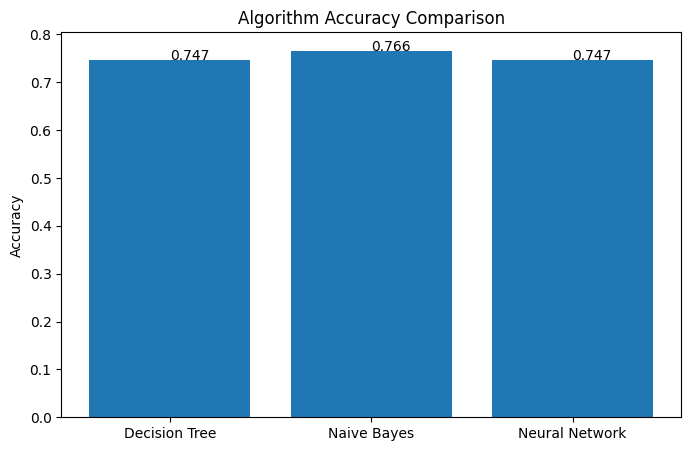 Algorithm Accuracy Comparison
0.8
0.7
0.6
0.5
0.4
0.3
0.2
0.1
0.0
Accuracy
0.747
0.766
0.747
Decision Tree
Naive Bayes
Neural Network